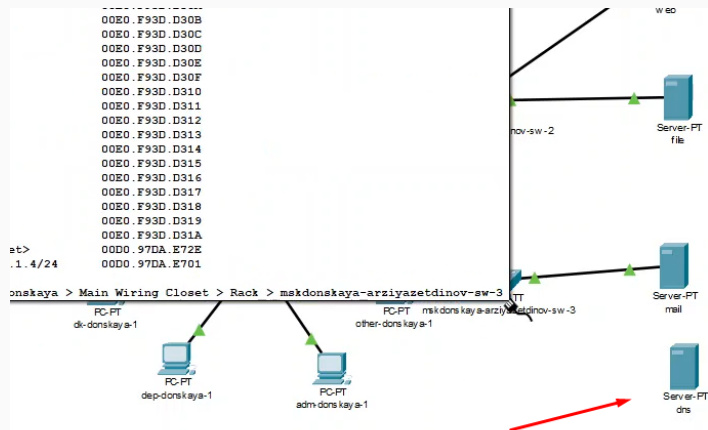 00E0.F93D.D30B
00E0.F93D.D30C
00E0.F93D.D30D
00E0.F93D.D30E
00E0.F93D.D30F
00E0.F93D.D310
00E0.F93D.D311
00E0.F93D.D312
00E0.F93D.D313
00E0.F93D.D314
00E0.F93D.D315
00E0.F93D.D316
00E0.F93D.D317
00E0.F93D.D318
00E0.F93D.D319
00E0.F93D.D31A
et> 00D0.97DA.E72E
.1.4/24 00D0.97DA.E701
onskaya > Main Wiring Closet > Rack > mskdonskaya-arziyazetdinov-sw-3
web
nov-sw-2
Server-PT
file
TT
mskdonskaya-arziyazetdinov-sw-3
Server-PT
mail
PC-PT
dk-donskaya-1
PC-PT
other-donskaya-1
PC-PT
dep-donskaya-1
PC-PT
adm-donskaya-1
Server-PT
dns